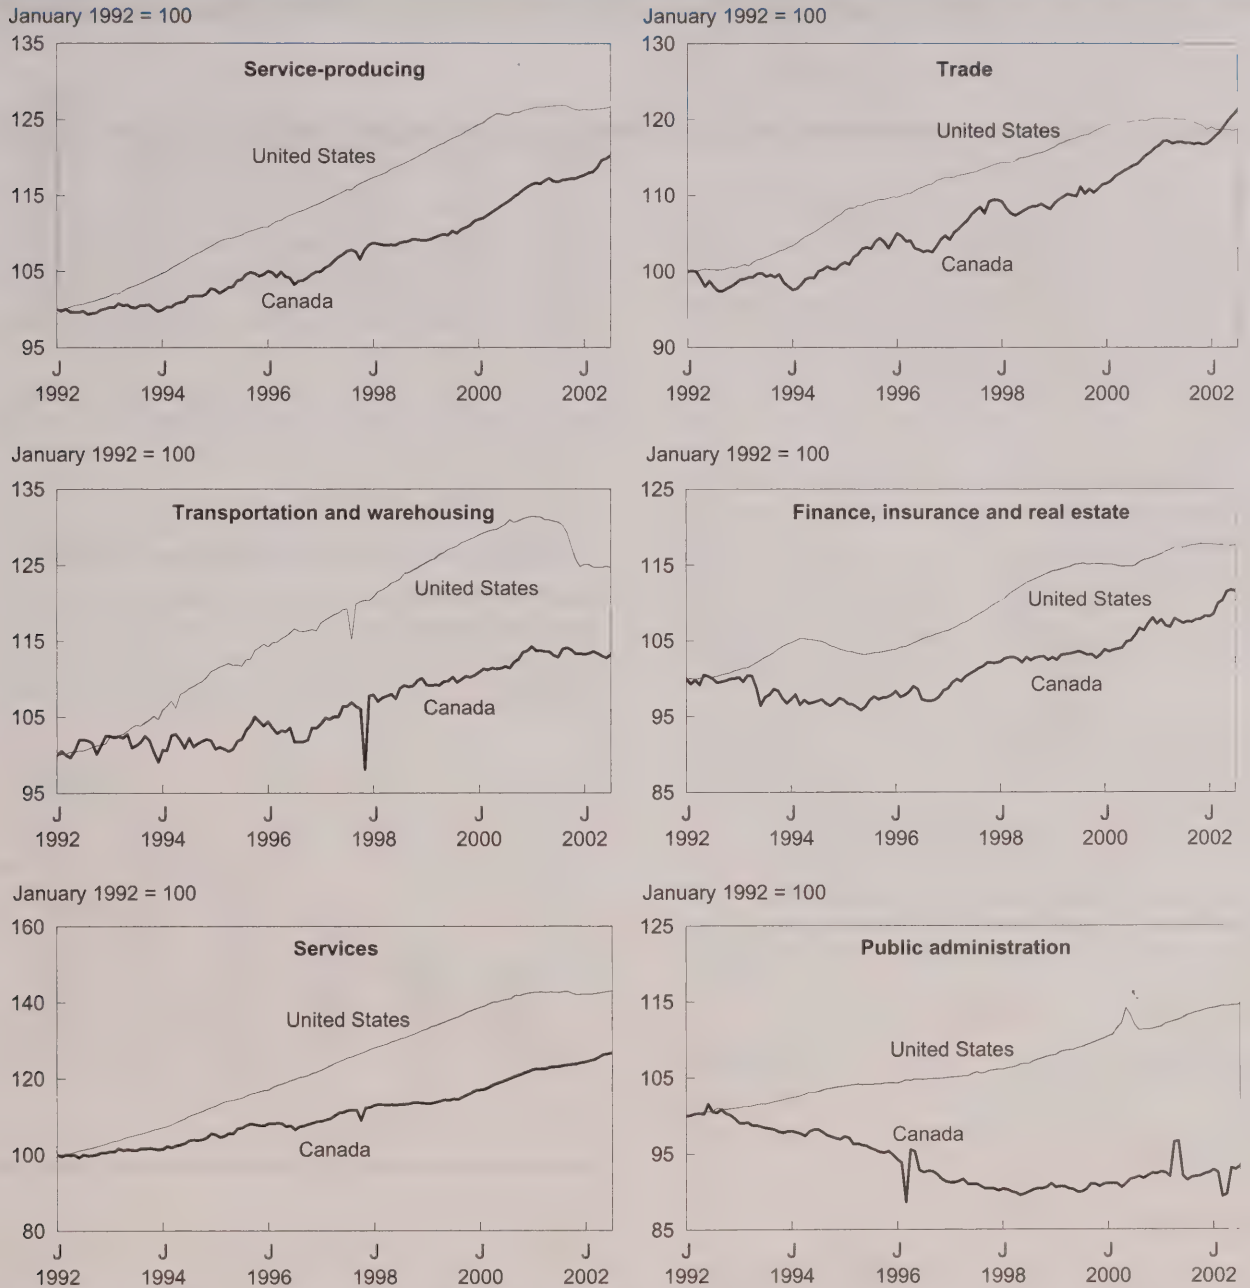 January 1992 = 100
135
125
115
105
95
Service-producing
United States
Canada
J J J J J J
1992 1994 1996 1998 2000 2002
January 1992 = 100
130
120
110
100
90
Trade
United States
Canada
J J J J J J
1992 1994 1996 1998 2000 2002
January 1992 = 100
135
125
115
105
95
Transportation and warehousing
United States
Canada
J J J J J J
1992 1994 1996 1998 2000 2002
January 1992 = 100
125
115
105
95
85
Finance, insurance and real estate
United States
Canada
J J J J J J
1992 1994 1996 1998 2000 2002
January 1992 = 100
160
140
120
100
80
Services
United States
Canada
J J J J J J
1992 1994 1996 1998 2000 2002
January 1992 = 100
125
115
105
95
85
Public administration
United States
Canada
J J J J J J
1992 1994 1996 1998 2000 2002